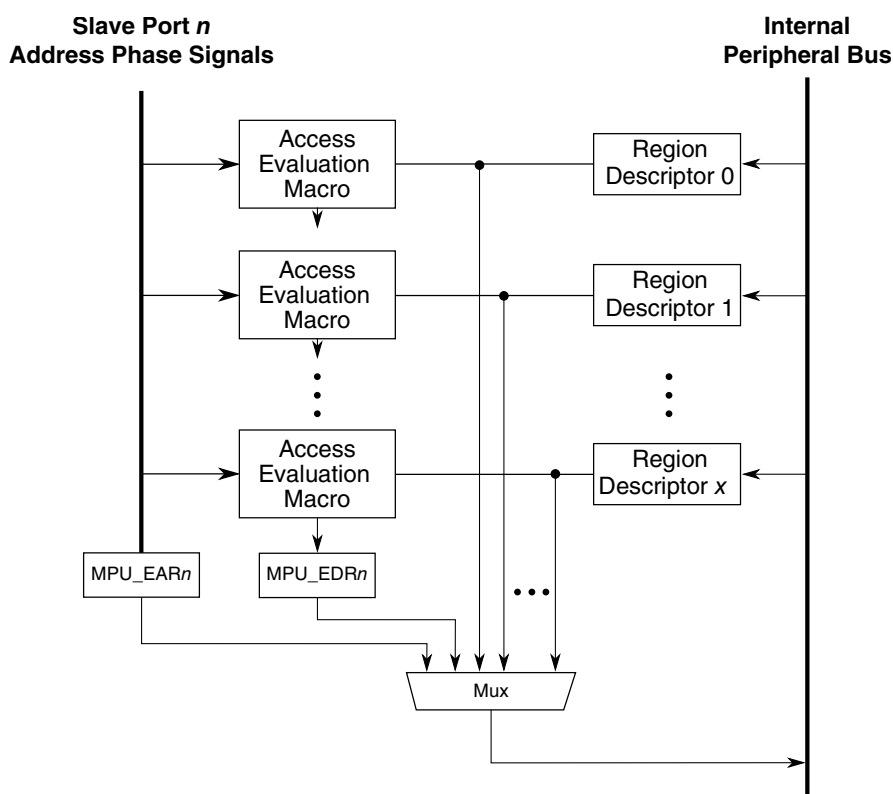 Slave Port n
Address Phase Signals
Internal
Peripheral Bus
Access
Evaluation
Macro
Region
Descriptor 0
Access
Evaluation
Macro
Region
Descriptor 1
Access
Evaluation
Macro
Region
Descriptor x
MPU_EARn
MPU_EDRn
Mux